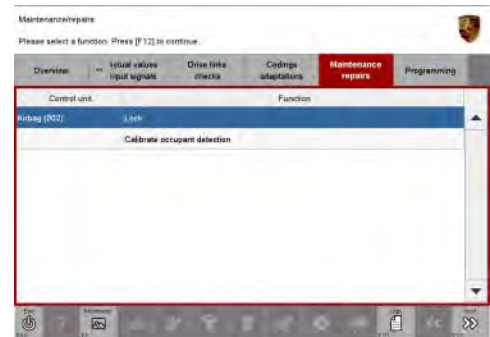 Maintenance/repairs
Please select a function. Press [F12] to continue.
Overview
Actual values
input signals
Drive links
checks
Codings
adaptations
Maintenance
repairs
Programming
Control unit
Function
Airbag (002)
Lock
Calibrate occupant detection